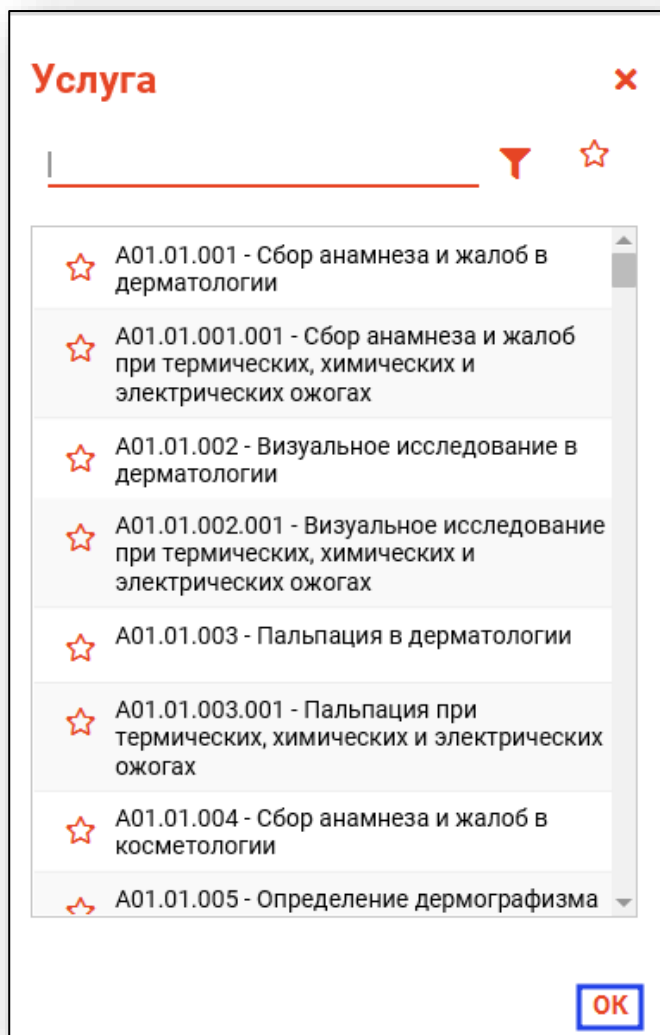 Услуга
A01.01.001 - Сбор анамнеза и жалоб в
дерматологии
A01.01.001.001 - Сбор анамнеза и жалоб
при термических, химических и
электрических ожогах
A01.01.002 - Визуальное исследование в
дерматологии
A01.01.002.001 - Визуальное исследование
при термических, химических и
электрических ожогах
A01.01.003 - Пальпация в дерматологии
A01.01.003.001 - Пальпация при
термических, химических и электрических
ожогах
A01.01.004 - Сбор анамнеза и жалоб в
косметологии
A01.01.005 - Определение дермографизма
ОК